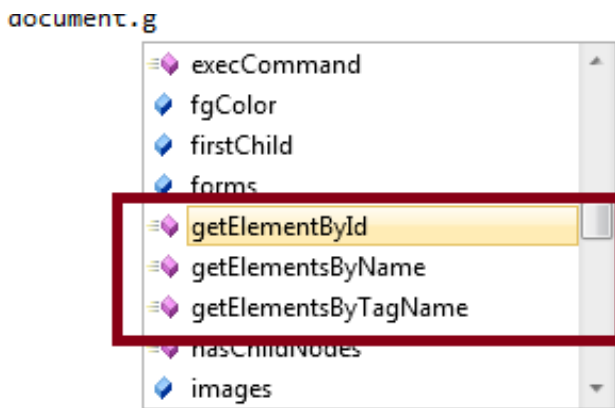 document.g
execCommand
fgColor
firstChild
forms
getElementById
getElementsByName
getElementsByTagName
hasChildNodes
images